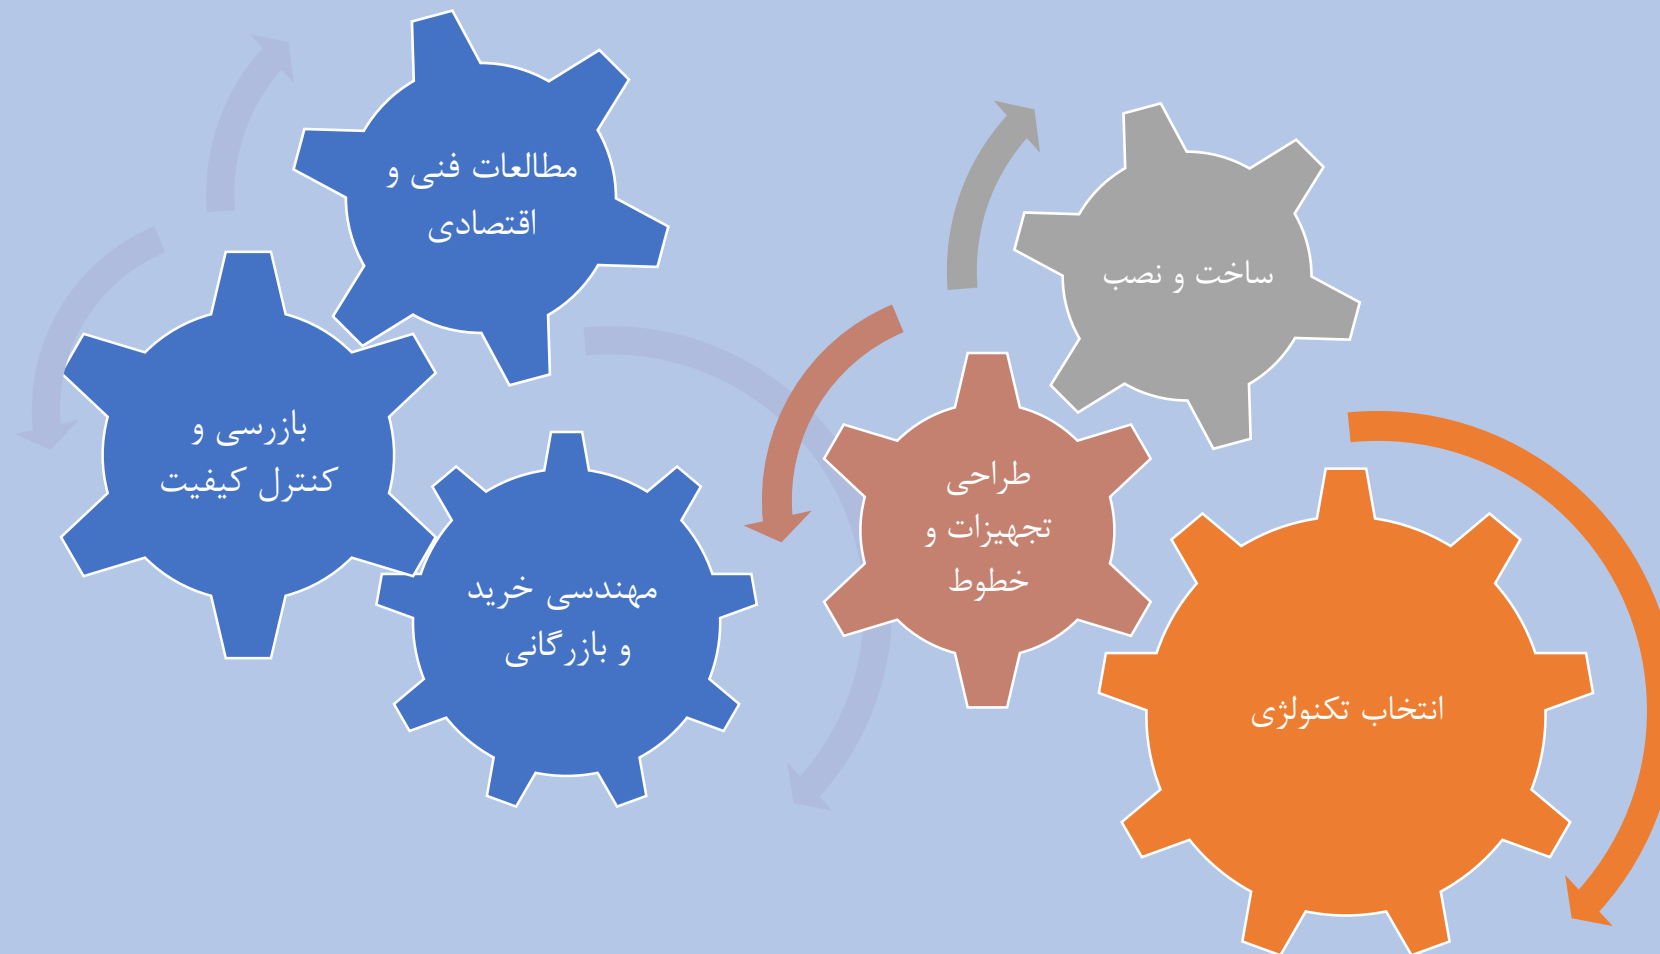 مطالعات فنی و
اقتصادی
بازرسی و
کنترل کیفیت
مهندسی خرید
و بازرگانی
ساخت و نصب
طراحی
تجهیزات و
خطوط
انتخاب تکنولژی